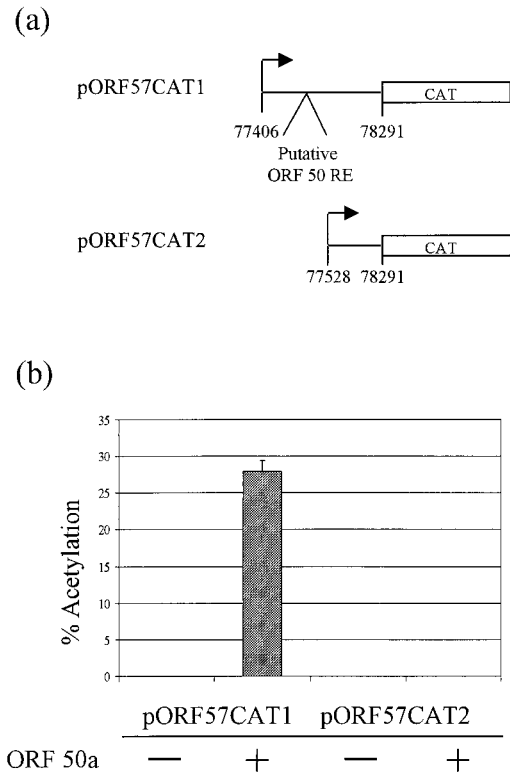 (a)
pORF57CAT1
CAT
77406
78291
Putative
ORF 50 RE
pORF57CAT2
CAT
77528
78291
(b)
% Acetylation
35
30
25
20
15
10
5
0
pORF57CAT1 pORF57CAT2
ORF 50a — + — +